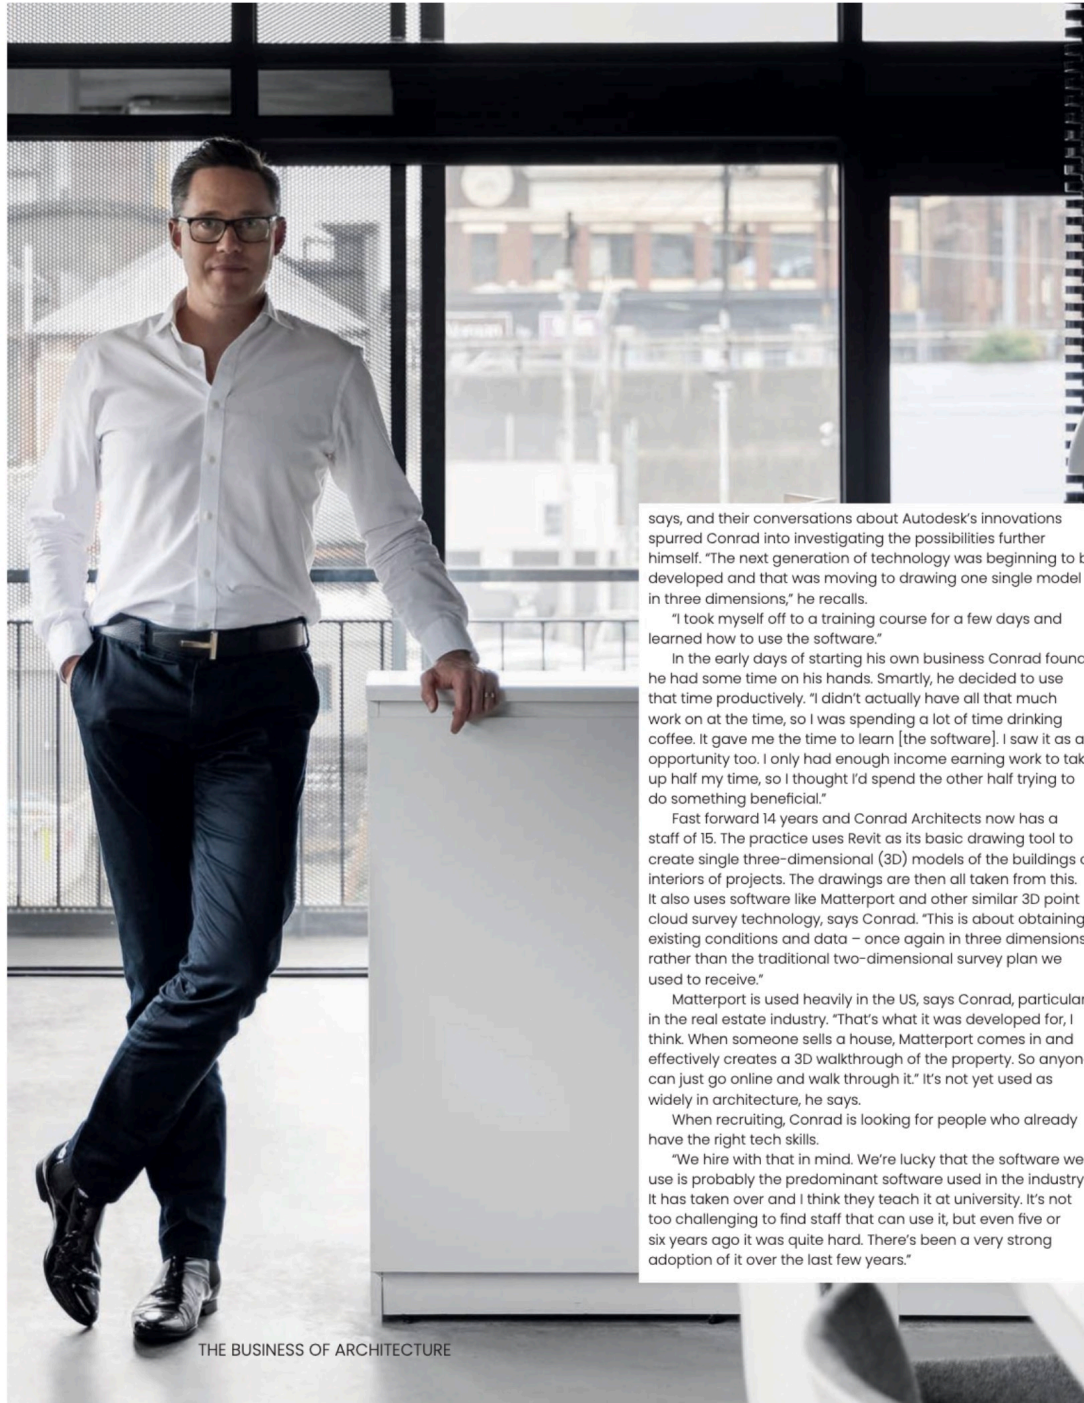 says, and their conversations about Autodesk's innovations
spurred Conrad into investigating the possibilities further
himself. “The next generation of technology was beginning to
developed and that was moving to drawing one single model
in three dimensions,” he recalls.
“I took myself off to a training course for a few days and
learned how to use the software.”
In the early days of starting his own business Conrad found
he had some time on his hands. Smartly, he decided to use
that time productively. “I didn’t actually have all that much
work on at the time, so I was spending a lot of time drinking
coffee. It gave me the time to learn [the software]. I saw it as
opportunity too. I only had enough income earning work to
up half my time, so I thought I’d spend the other half trying to
do something beneficial.”
Fast forward 14 years and Conrad Architects now has a
staff of 15. The practice uses Revit as its basic drawing tool to
create single three-dimensional (3D) models of the buildings
interiors of projects. The drawings are then all taken from this.
It also uses software like Matterport and other similar 3D point
cloud survey technology, says Conrad. “This is about obtaining
existing conditions and data – once again in three dimensions
rather than the traditional two-dimensional survey plan we
used to receive.”
Matterport is used heavily in the US, says Conrad,
in the real estate industry. “That’s what it was developed for, I
think. When someone sells a house, Matterport comes in and
effectively creates a 3D walkthrough of the property. So
can just go online and walk through it.” It’s not yet used as
widely in architecture, he says.
When recruiting, Conrad is looking for people who already
have the right tech skills.
“We hire with that in mind. We’re lucky that the software we
use is probably the predominant software used in the industry
It has taken over and I think they teach it at university. It’s not
too challenging to find staff that can use it, but even five or
six years ago it was quite hard. There’s been a very strong
adoption of it over the last few years.”
THE BUSINESS OF ARCHITECTURE